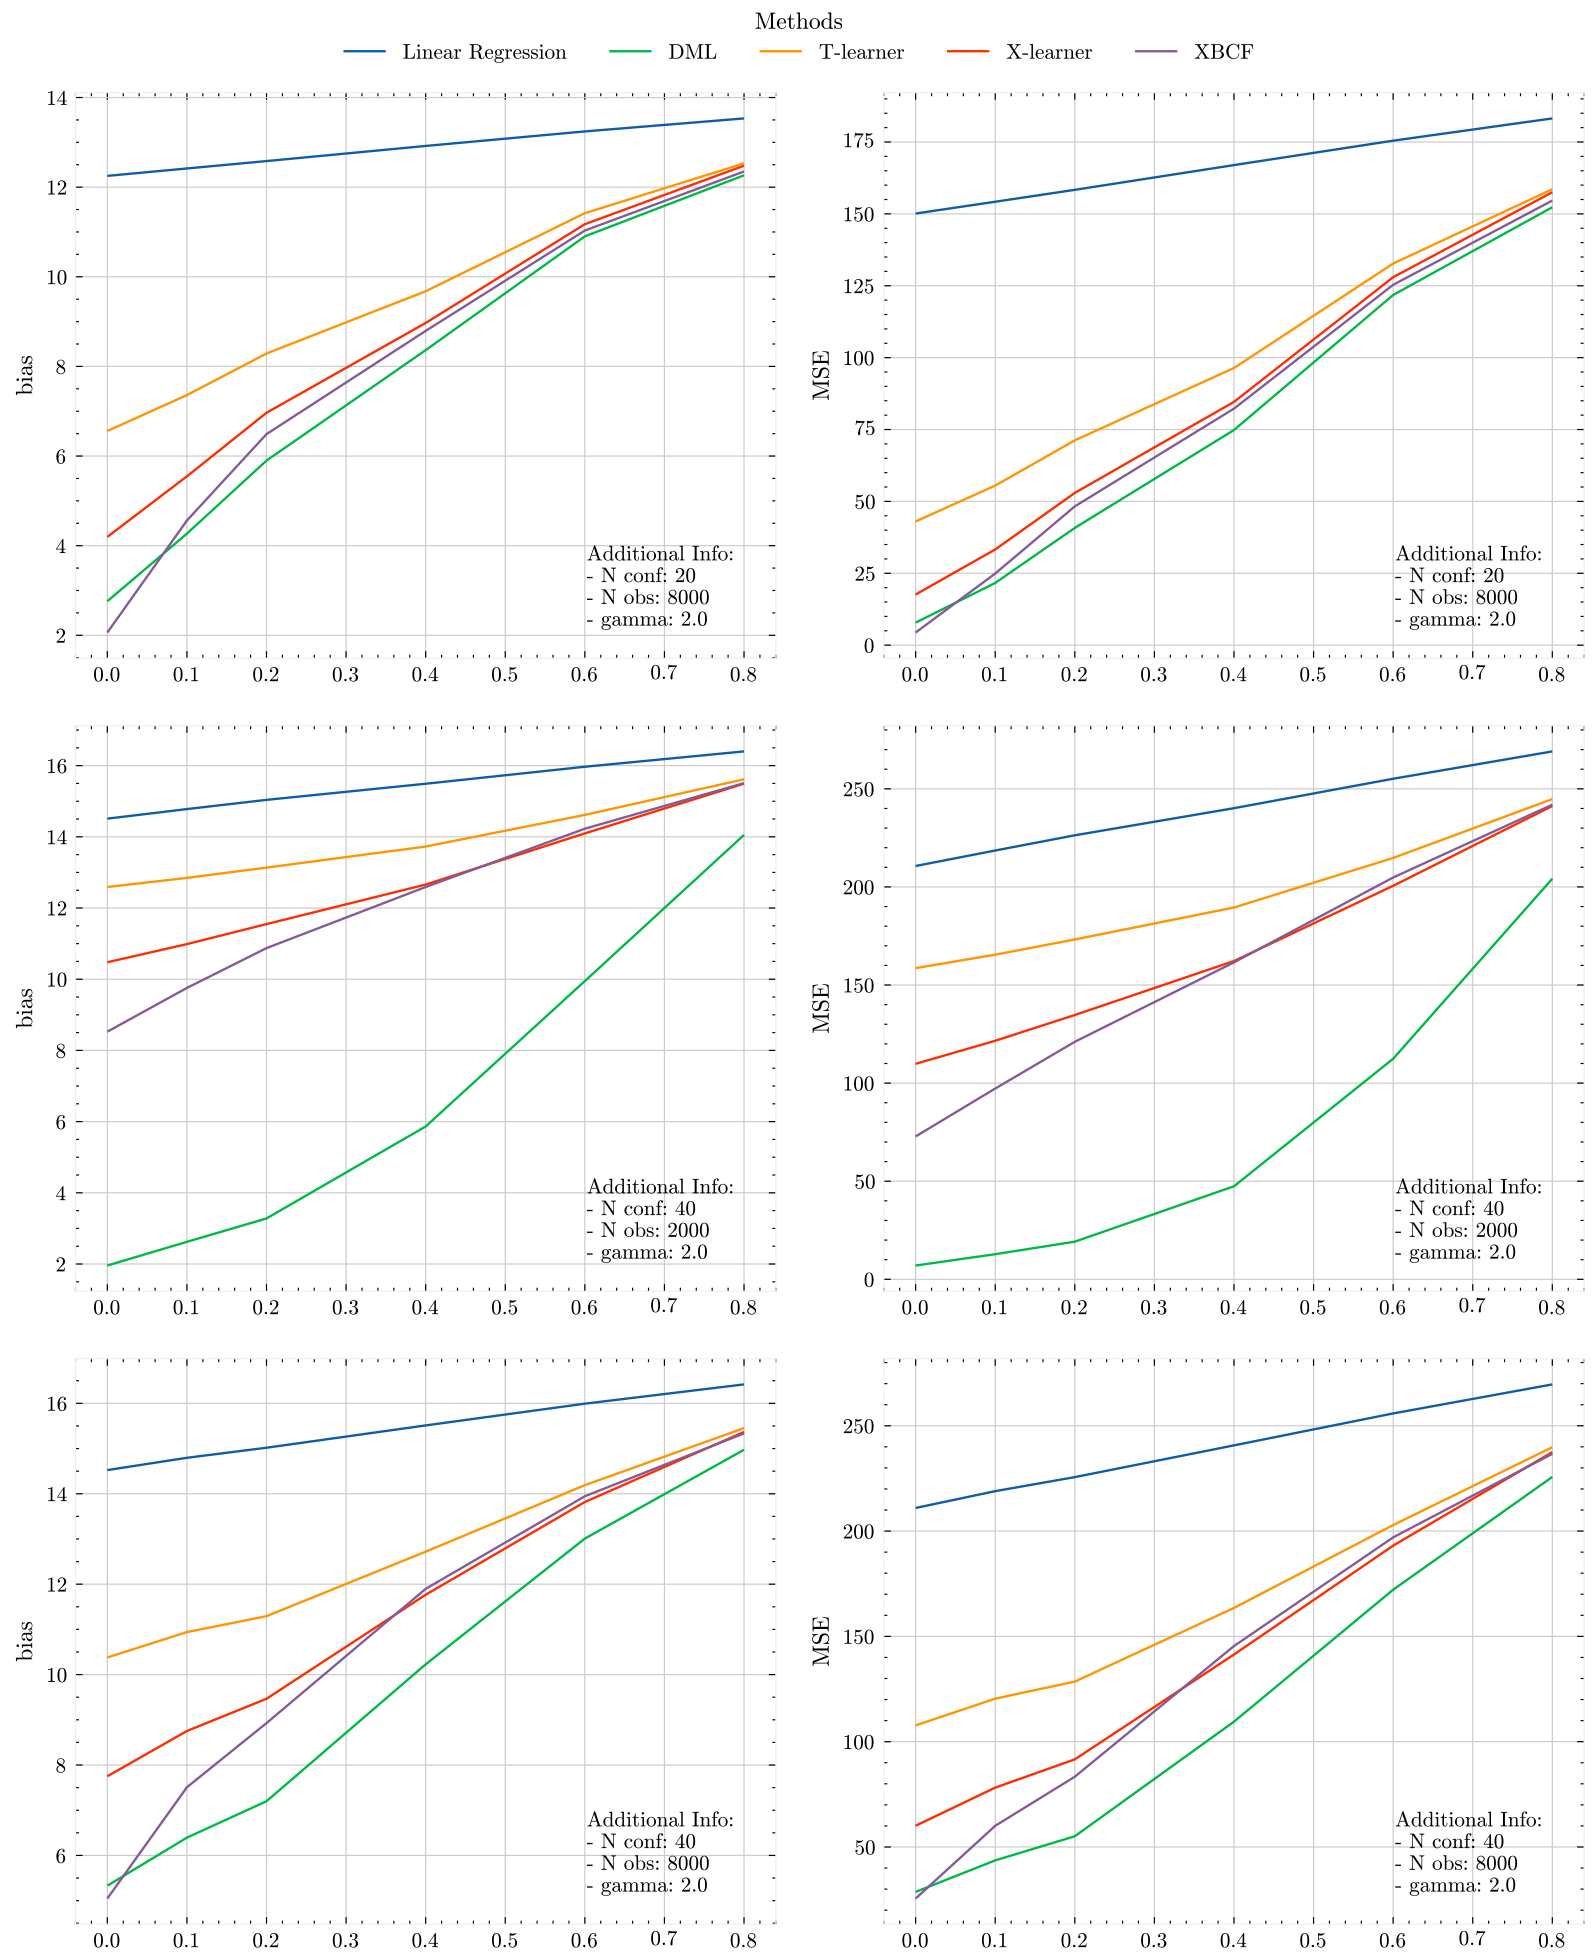 Methods
Linear Regression DML T-learner X-learner XBCF
14
12
10
8
6
4
2
bias
Additional Info:
- N conf: 20
- N obs: 8000
- gamma: 2.0
0.0 0.1 0.2 0.3 0.4 0.5 0.6 0.7 0.8
175
150
125
100
75
50
25
0
MSE
Additional Info:
- N conf: 20
- N obs: 8000
- gamma: 2.0
0.0 0.1 0.2 0.3 0.4 0.5 0.6 0.7 0.8
16
14
12
10
8
6
4
2
bias
Additional Info:
- N conf: 40
- N obs: 2000
- gamma: 2.0
0.0 0.1 0.2 0.3 0.4 0.5 0.6 0.7 0.8
250
200
150
100
50
0
MSE
Additional Info:
- N conf: 40
- N obs: 2000
- gamma: 2.0
0.0 0.1 0.2 0.3 0.4 0.5 0.6 0.7 0.8
16
14
12
10
8
6
bias
Additional Info:
- N conf: 40
- N obs: 8000
- gamma: 2.0
0.0 0.1 0.2 0.3 0.4 0.5 0.6 0.7 0.8
250
200
150
100
50
MSE
Additional Info:
- N conf: 40
- N obs: 8000
- gamma: 2.0
0.0 0.1 0.2 0.3 0.4 0.5 0.6 0.7 0.8